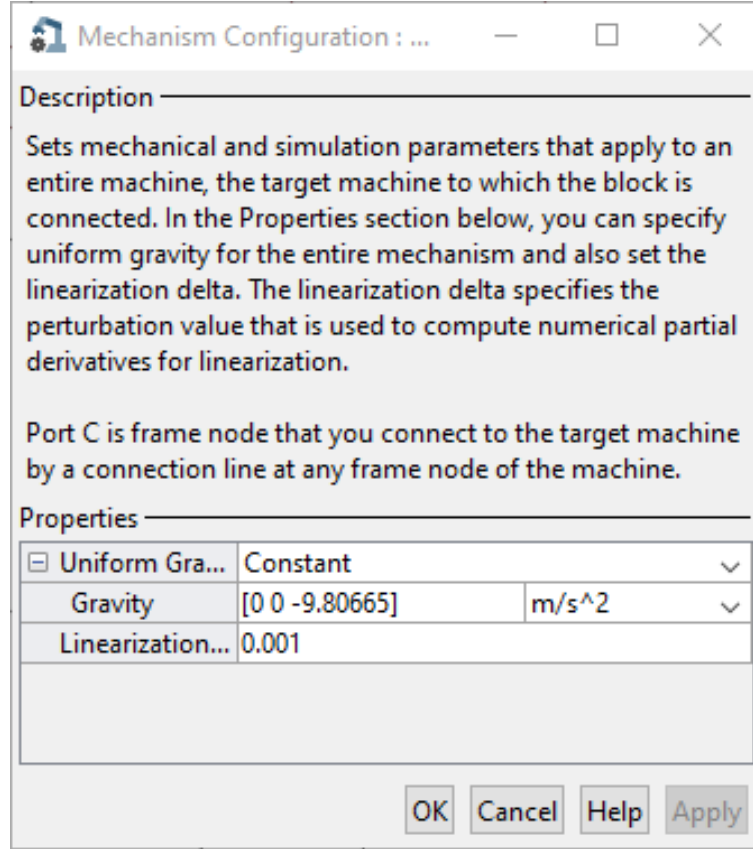 Mechanism Configuration : ...
Description
Sets mechanical and simulation parameters that apply to an
entire machine, the target machine to which the block is
connected. In the Properties section below, you can specify
uniform gravity for the entire mechanism and also set the
linearization delta. The linearization delta specifies the
perturbation value that is used to compute numerical partial
derivatives for linearization.
Port C is frame node that you connect to the target machine
by a connection line at any frame node of the machine.
Properties
Uniform Gra... Constant
Gravity [0 0 -9.80665] m/s^2
Linearization... 0.001
OK Cancel Help Apply